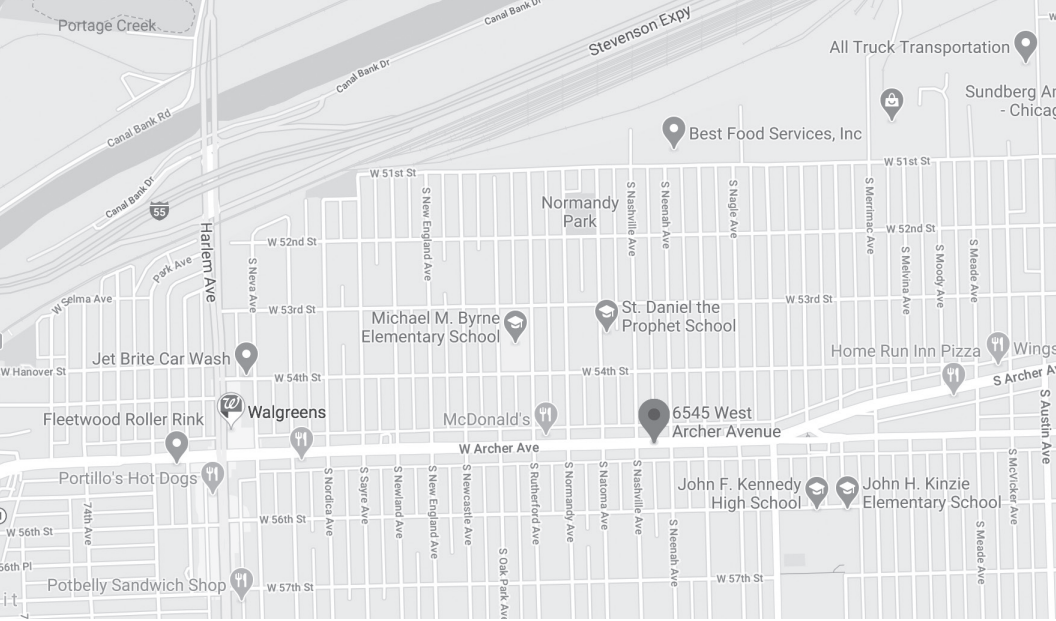 Portage Creek
Canal Bank Dr
Stevenson Expy
All Truck Transportation
Canal Bank Dr
Sundberg Am
- Chicag
Canal Bank Rd
Best Food Services, Inc
W 51st St
W 51st St
Canal Bank Dr
55
S New England Ave
Normandy
Park
S Nashville Ave
S Neenah Ave
S Nagle Ave
S Merrimac Ave
W 52nd St
W 52nd St
Harlem Ave
Park Ave
S Neva Ave
S Melvina Ave
S Moody Ave
S Meade Ave
W Selma Ave
W 53rd St
W 53rd St
Michael M. Byrne
Elementary School
St. Daniel the
Prophet School
Jet Brite Car Wash
Home Run Inn Pizza
Wings
W Hanover St
W 54th St
W 54th St
S Archer A
Fleetwood Roller Rink
Walgreens
McDonald's
6545 West
Archer Avenue
S Austin Ave
W Archer Ave
Portillo's Hot Dogs
S Nordica Ave
S Sayre Ave
S Newland Ave
S New England Ave
S Newcastle Ave
S Rutherford Ave
S Normandy Ave
S Natoma Ave
S Nashville Ave
John F. Kennedy
High School
John H. Kinzie
Elementary School
S McVicker Ave
74th Ave
W 56th St
W 56th St
S Oak Park Ave
S Neenah Ave
S Meade Ave
56th Pl
Potbelly Sandwich Shop
W 57th St
W 57th St
it